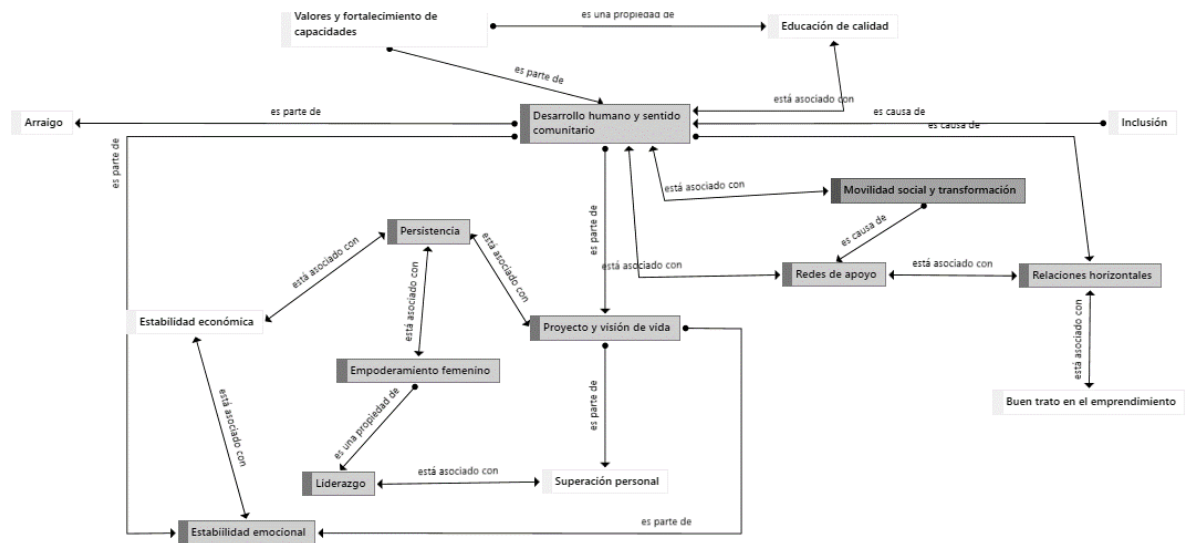 Valores y fortalecimiento de
capacidades
es una propiedad de
Educación de calidad
es parte de
está asociado con
Arraigo
es parte de
Desarrollo humano y sentido
comunitario
es causa de
es causa de
Inclusión
es parte de
está asociado con
Movilidad social y transformación
es parte de
es causa de
Persistencia
está asociado con
está asociado con
está asociado con
está asociado con
Redes de apoyo
está asociado con
Relaciones horizontales
Estabilidad económica
Proyecto y visión de vida
está asociado con
Empoderamiento femenino
está asociado con
es una propiedad de
es parte de
Buen trato en el emprendimiento
Liderazgo
está asociado con
Superación personal
es parte de
Estabiilidad emocional